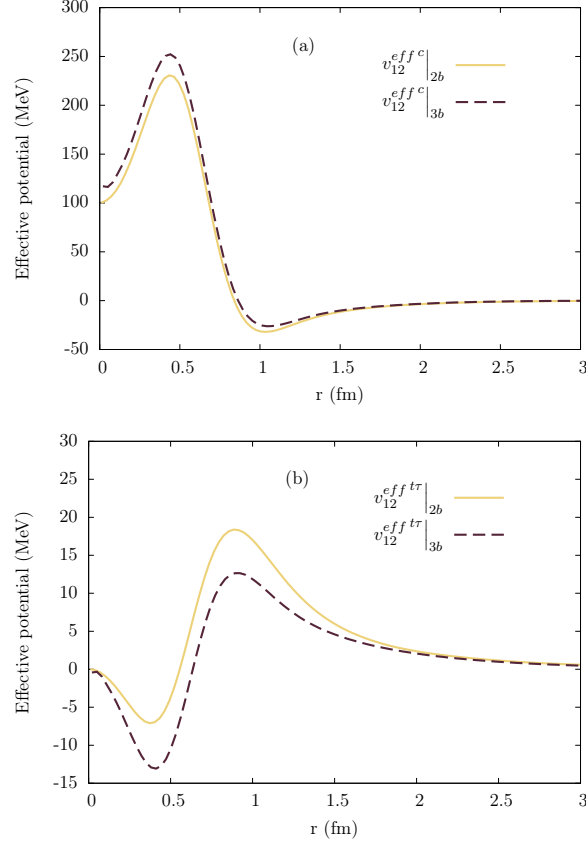 300
250
200
150
100
50
0
-50
Effective potential (MeV)
(a)
v_{12}^{eff c}|_{2b}
v_{12}^{eff c}|_{3b}
0 0.5 1 1.5 2 2.5 3
r (fm)
30
25
20
15
10
5
0
-5
-10
-15
Effective potential (MeV)
(b)
v_{12}^{eff tτ}|_{2b}
v_{12}^{eff tτ}|_{3b}
0 0.5 1 1.5 2 2.5 3
r (fm)